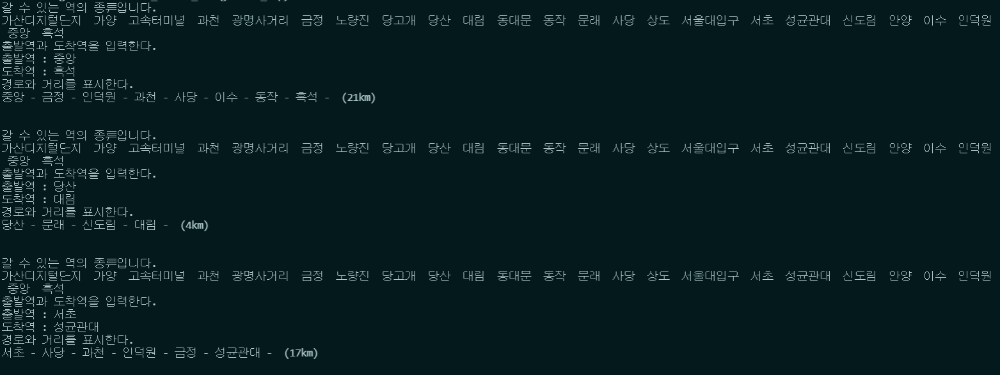 갈 수 있는 역의 종류입니다.
가산디지털단지 가양 고속터미널 과천 광명사거리 금정 노량진 당고개 당산 대림 동대문 동작 문래 사당 상도 서울대입구 서초 성균관대 신도림 안양 이수 인덕원
중앙 흑석
출발역과 도착역을 입력한다.
출발역 : 중앙
도착역 : 흑석
경로와 거리를 표시한다.
중앙 - 금정 - 인덕원 - 과천 - 사당 - 이수 - 동작 - 흑석 - (21km)
갈 수 있는 역의 종류입니다.
가산디지털단지 가양 고속터미널 과천 광명사거리 금정 노량진 당고개 당산 대림 동대문 동작 문래 사당 상도 서울대입구 서초 성균관대 신도림 안양 이수 인덕원
중앙 흑석
출발역과 도착역을 입력한다.
출발역 : 당산
도착역 : 대림
경로와 거리를 표시한다.
당산 - 문래 - 신도림 - 대림 - (4km)
갈 수 있는 역의 종류입니다.
가산디지털단지 가양 고속터미널 과천 광명사거리 금정 노량진 당고개 당산 대림 동대문 동작 문래 사당 상도 서울대입구 서초 성균관대 신도림 안양 이수 인덕원
중앙 흑석
출발역과 도착역을 입력한다.
출발역 : 서초
도착역 : 성균관대
경로와 거리를 표시한다.
서초 - 사당 - 과천 - 인덕원 - 금정 - 성균관대 - (17km)